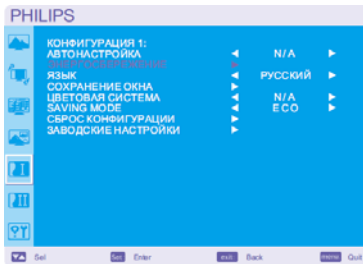 PHILIPS
КОНФИГУРАЦИЯ 1:
АВТОНАСТРОЙКА N/A
ЭНЕРГОСБЕРЕЖЕНИЕ
ЯЗЫК РУССКИЙ
СОХРАНЕНИЕ ОКНА
ЦВЕТОВАЯ СИСТЕМА N/A
SAVING MODE ECO
СБРОС КОНФИГУРАЦИИ
ЗАВОДСКИЕ НАСТРОЙКИ
Sel Set Enter exit Back menu Quit